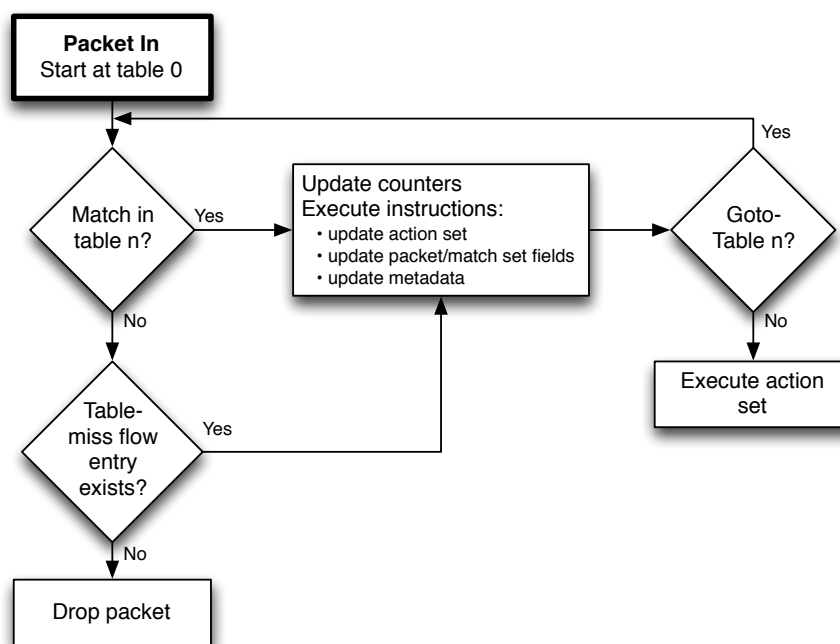 Packet In
Start at table 0
Yes
Match in
table n?
Yes
Update counters
Execute instructions:
• update action set
• update packet/match set fields
• update metadata
Goto-
Table n?
No
No
Execute action
set
Table-
miss flow
entry
exists?
Yes
No
Drop packet